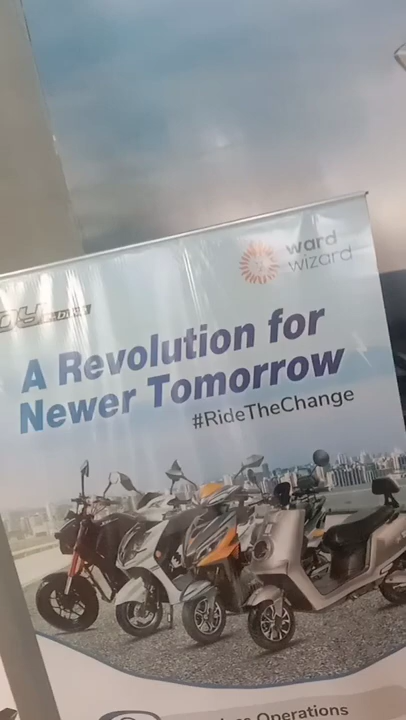 ward
wizard
A Revolution for
Newer Tomorrow
#RideTheChange
Operations